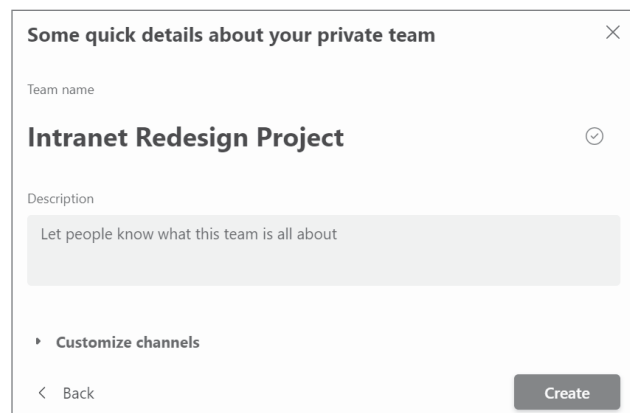 Some quick details about your private team
Team name
Intranet Redesign Project
Description
Let people know what this team is all about
Customize channels
Back
Create